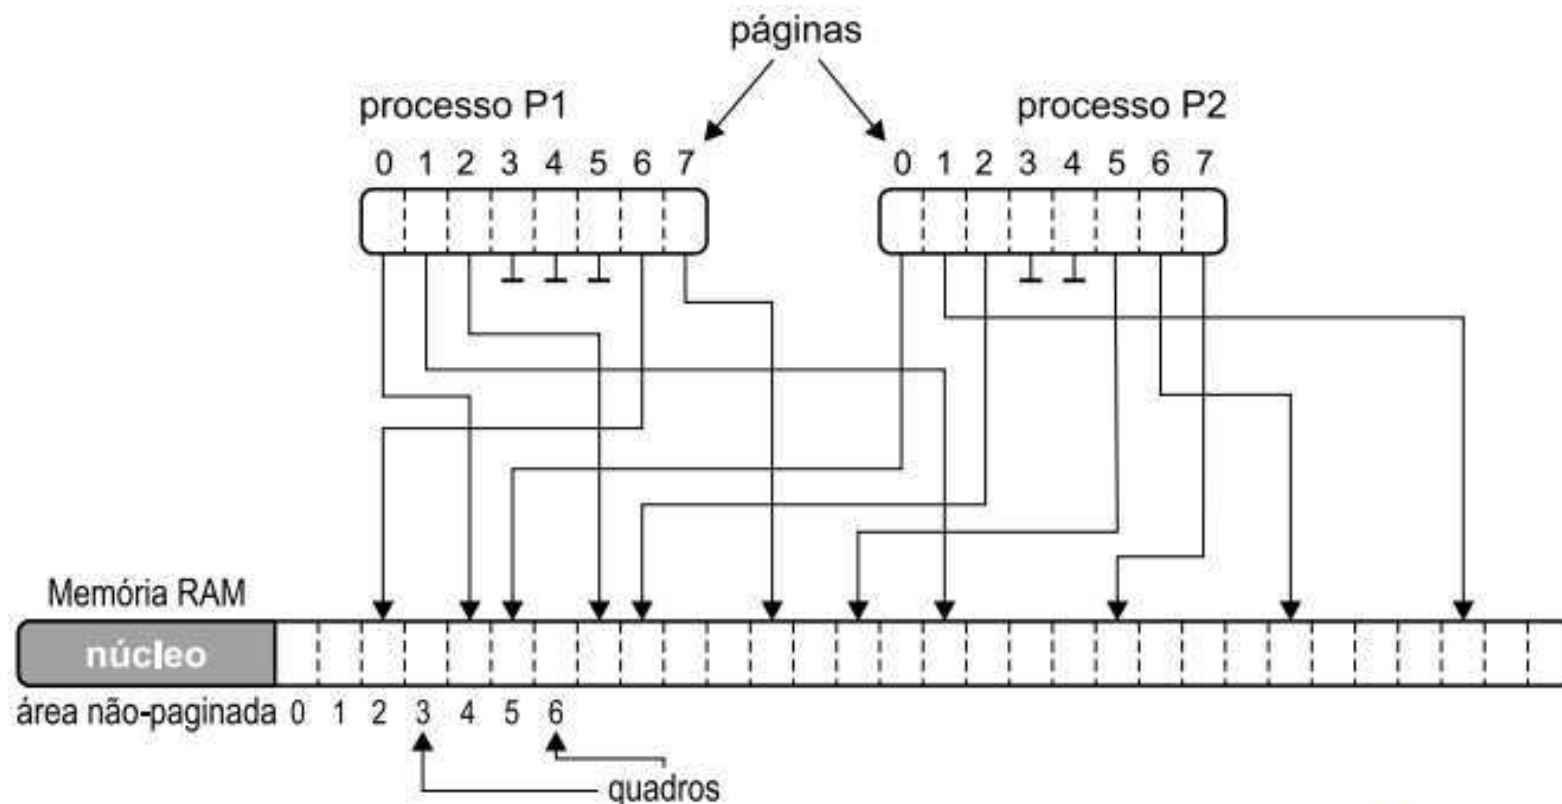 páginas
processo P1
processo P2
0 1 2 3 4 5 6 7
0 1 2 3 4 5 6 7
Memória RAM
núcleo
área não-paginada 0 1 2 3 4 5 6
quadros